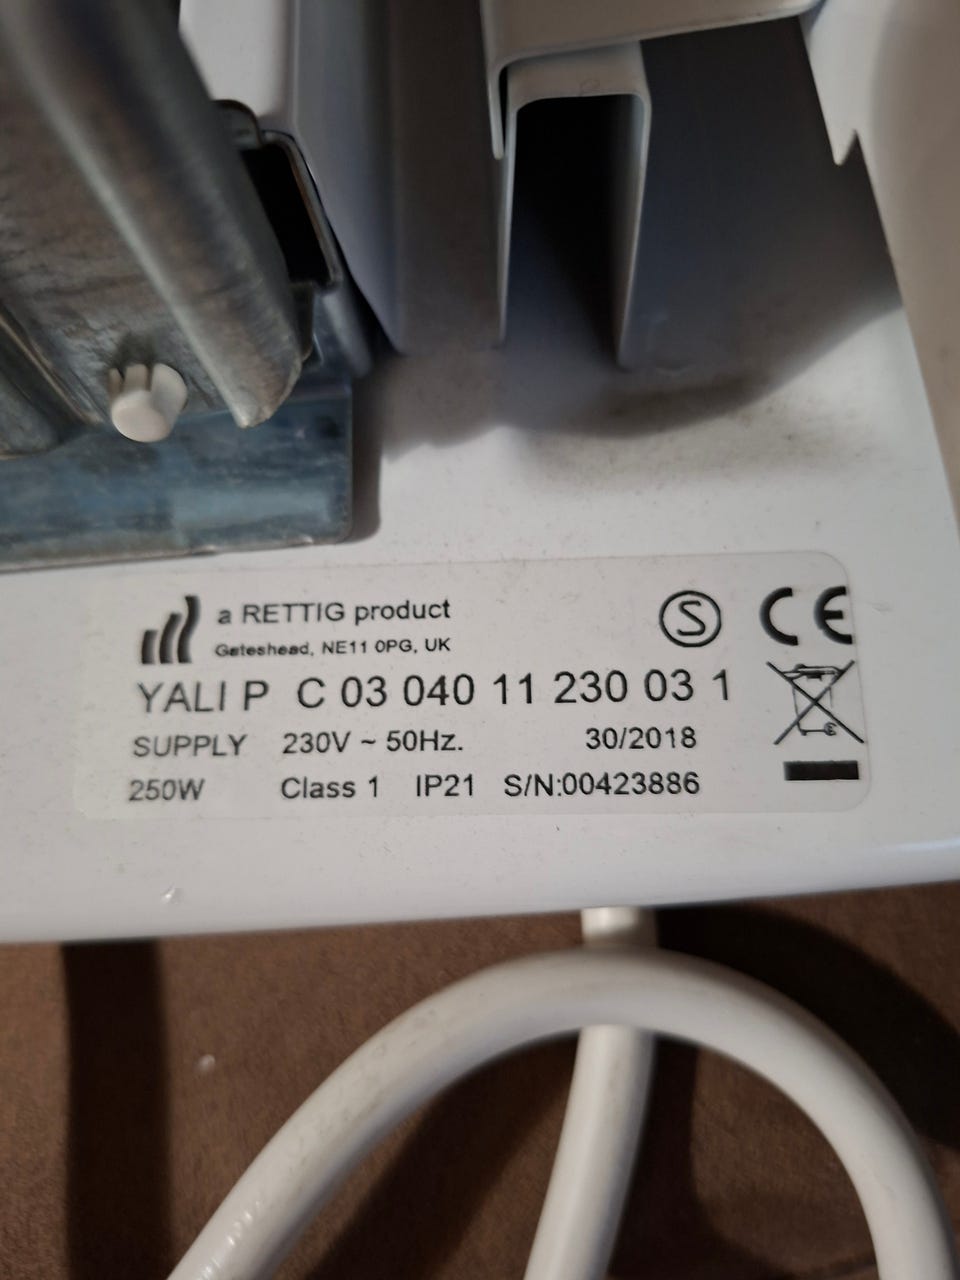 a RETTIG product
Gateshead, NE11 0PG, UK
S
CE
YALI P C 03 040 11 230 03 1
SUPPLY 230V ~ 50Hz. 30/2018
250W Class 1 IP21 S/N:00423886